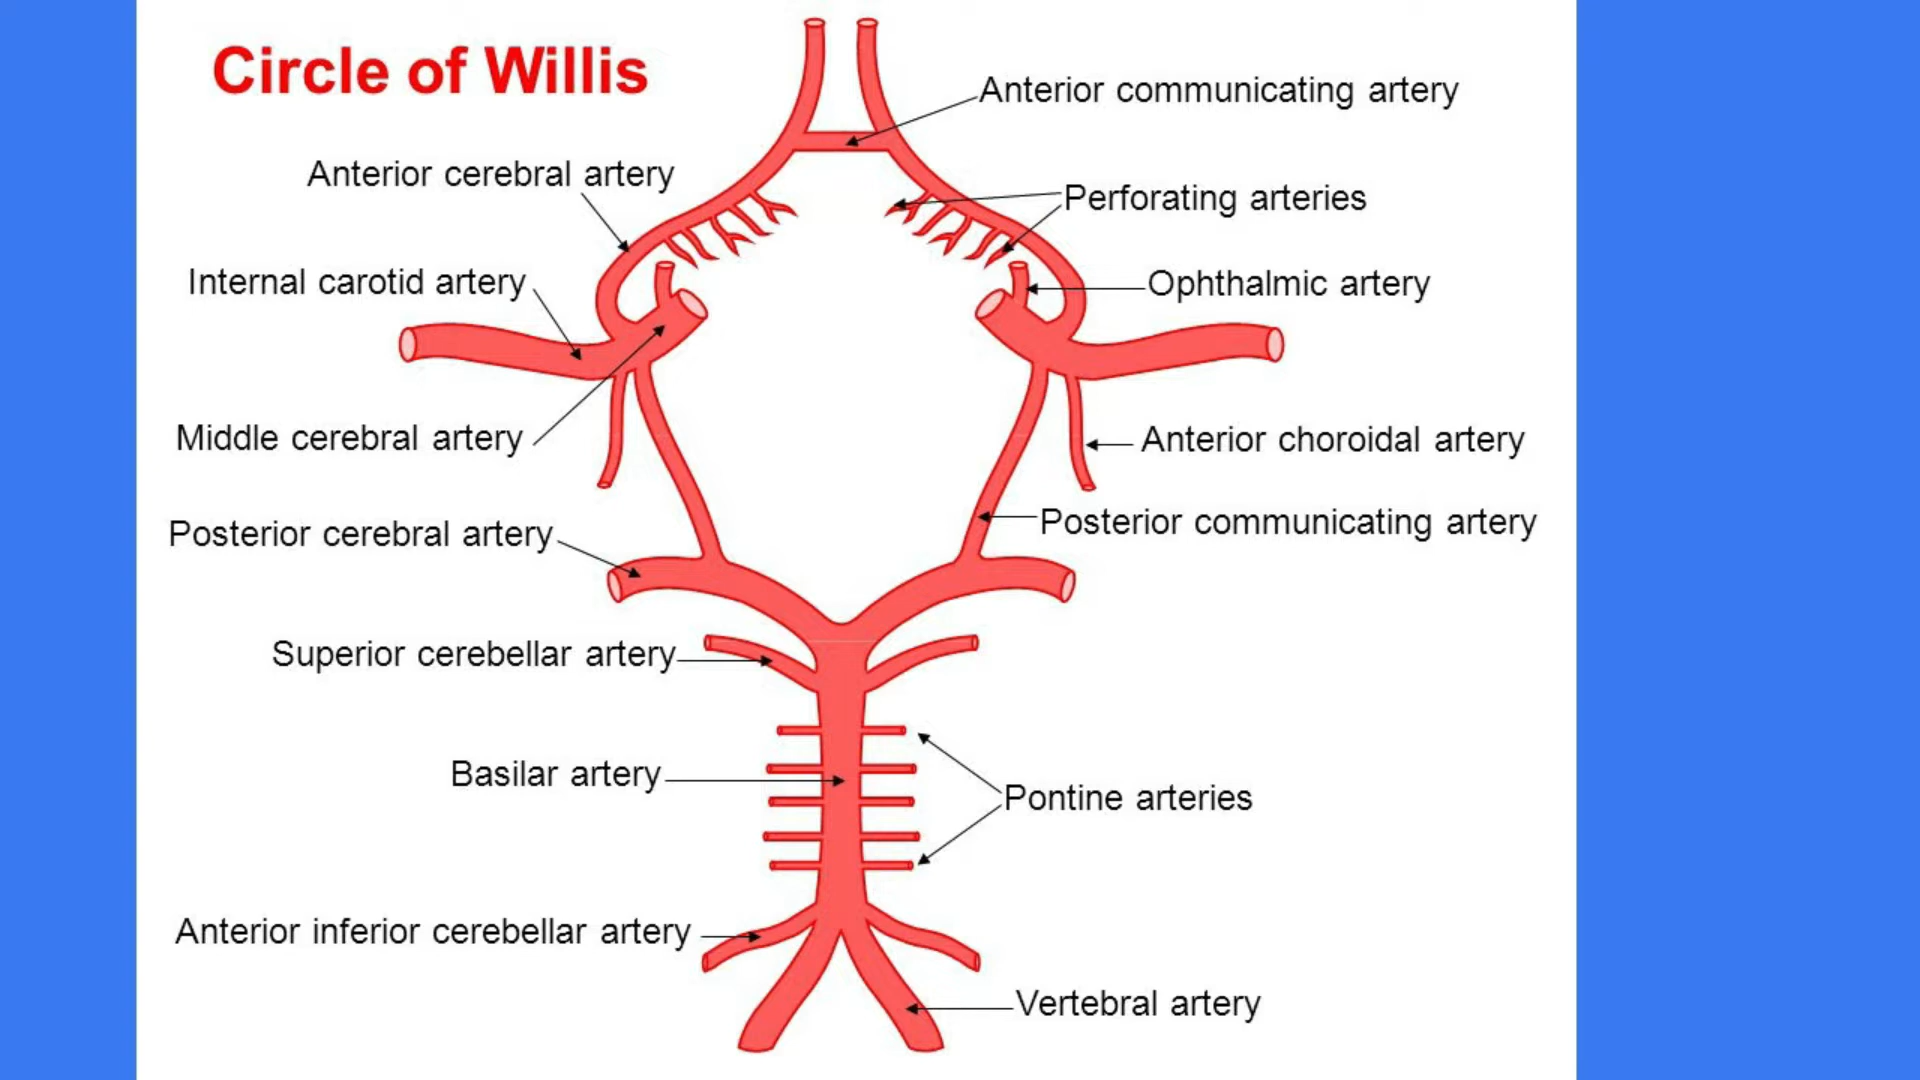 Circle of Willis
Anterior communicating artery
Anterior cerebral artery
Perforating arteries
Internal carotid artery
Ophthalmic artery
Middle cerebral artery
Anterior choroidal artery
Posterior cerebral artery
Posterior communicating artery
Superior cerebellar artery
Basilar artery
Pontine arteries
Anterior inferior cerebellar artery
Vertebral artery